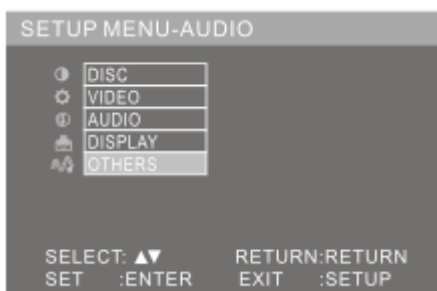 SETUP MENU-AUDIO
DISC
VIDEO
AUDIO
DISPLAY
OTHERS
SELECT: ▲▼ RETURN:RETURN
SET :ENTER EXIT :SETUP